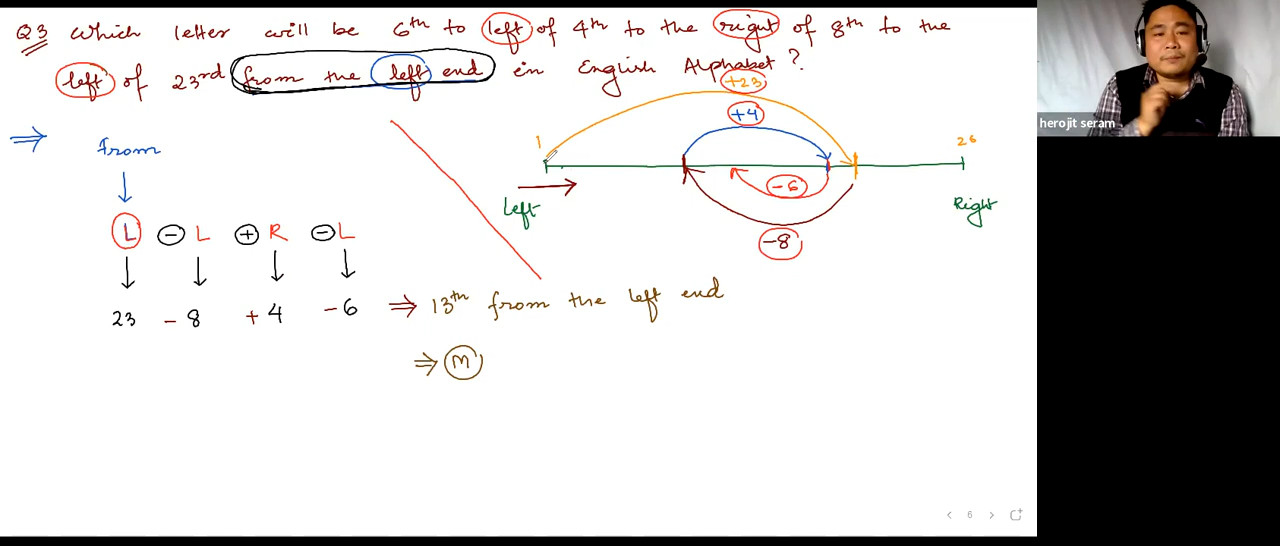 Q3 Which letter will be 6th to left of 4th to the right of 8th to the
left of 23rd from the left end in English Alphabet?
+23
+4
1
26
-6
Left
Right
-8
from
L - L + R - L
23 - 8 + 4 - 6 ⇒ 13th from the left end
⇒ M
herojit seram
< 6 >